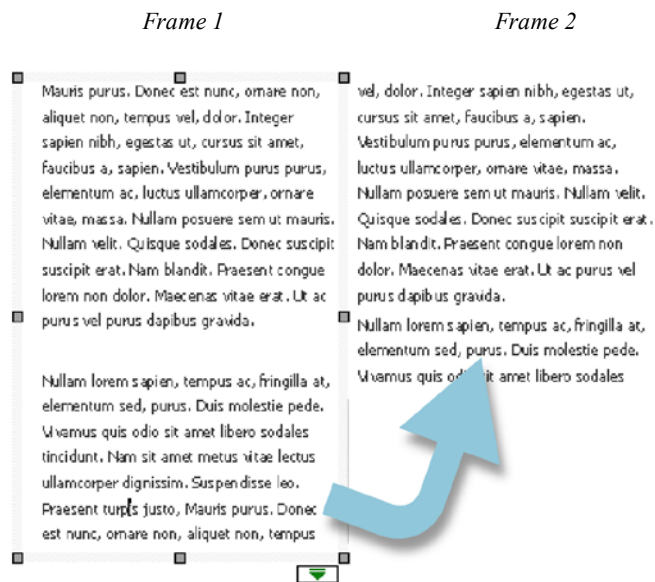 Frame 1
Frame 2
Mauris purus. Donec est nunc, ornare non,
aliquet non, tempus vel, dolor. Integer
sapien nibh, egestas ut, cursus sit amet,
faucibus a, sapien. Vestibulum purus purus,
elementum ac, luctus ullamcorper, ornare
vitae, massa. Nullam posuere sem ut mauris.
Nullam velit. Quisque sodales. Donec suscipit
suscipit erat. Nam blandit. Praesent congue
lorem non dolor. Maecenas vitae erat. Ut ac
purus vel purus dapibus gravida.
Nullam lorem sapien, tempus ac, fringilla at,
elementum sed, purus. Duis molestie pede.
Vivamus quis odio sit amet libero sodales
tincidunt. Nam sit amet metus vitae lectus
ullamcorper dignissim. Suspendisse leo.
Praesent turpis justo, Mauris purus. Donec
est nunc, ornare non, aliquet non, tempus
vel, dolor. Integer sapien nibh, egestas ut,
cursus sit amet, faucibus a, sapien.
Vestibulum purus purus, elementum ac,
luctus ullamcorper, ornare vitae, massa.
Nullam posuere sem ut mauris. Nullam velit.
Quisque sodales. Donec suscipit suscipit erat.
Nam blandit. Praesent congue lorem non
dolor. Maecenas vitae erat. Ut ac purus vel
purus dapibus gravida.
Nullam lorem sapien, tempus ac, fringilla at,
elementum sed, purus. Duis molestie pede.
Vivamus quis odio sit amet libero sodales